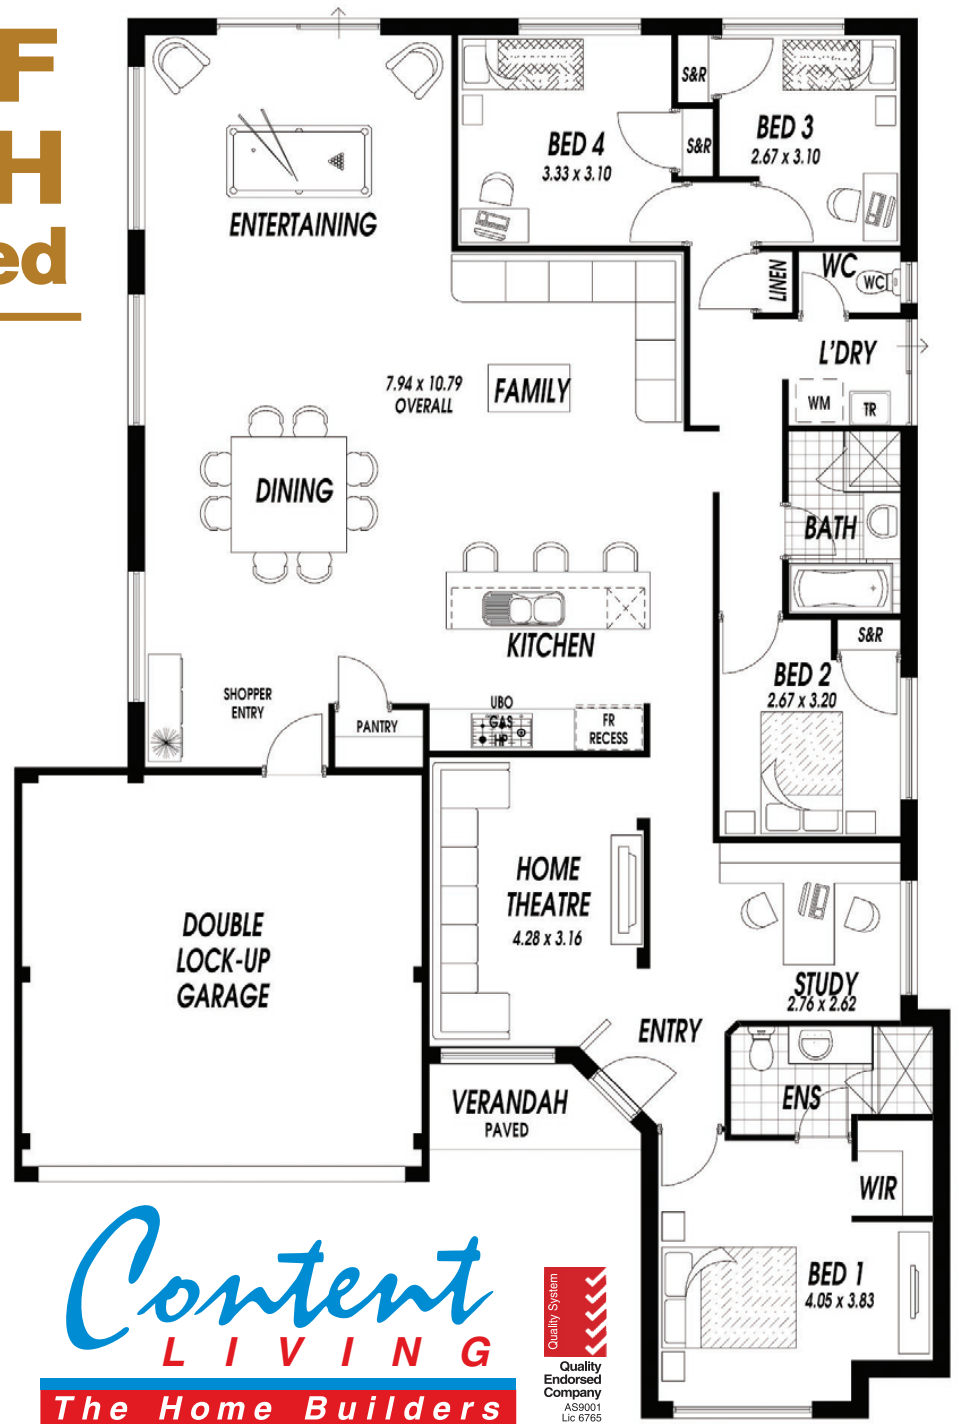 F
H
ed
ENTERTAINING
BED 4
3.33 x 3.10
S&R
S&R
BED 3
2.67 x 3.10
LINEN
WC
WC
L'DRY
WM
TR
7.94 x 10.79
OVERALL
FAMILY
DINING
BATH
KITCHEN
S&R
BED 2
2.67 x 3.20
SHOPPER
ENTRY
PANTRY
UBO
GAS
HP
FR
RECESS
HOME
THEATRE
4.28 x 3.16
DOUBLE
LOCK-UP
GARAGE
STUDY
2.76 x 2.62
ENTRY
VERANDAH
PAVED
ENS
WIR
BED 1
4.05 x 3.83
Content
LIVING
The Home Builders
Quality System
Quality
Endorsed
Company
AS9001
Lic 6765